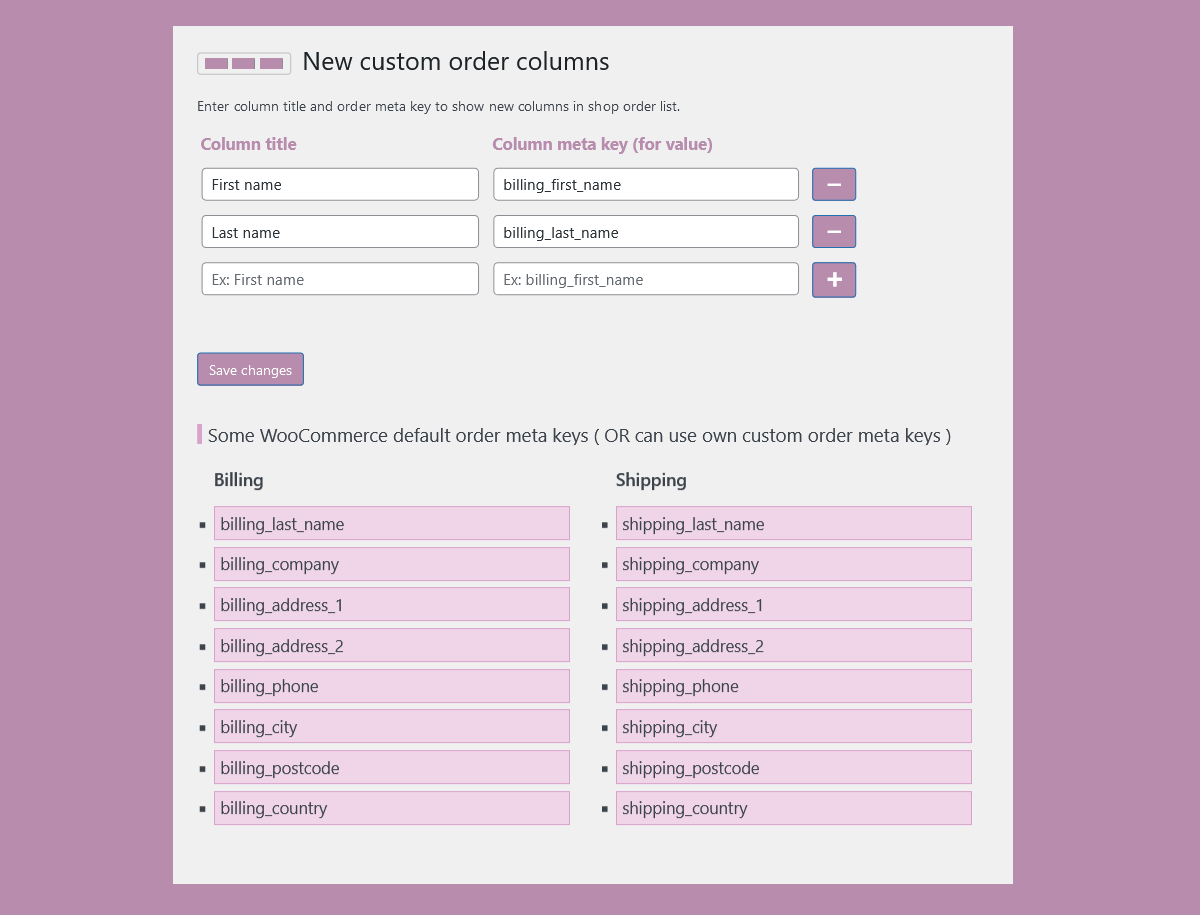 New custom order columns
Enter column title and order meta key to show new columns in shop order list.
Column title Column meta key (for value)
First name billing_first_name −
Last name billing_last_name −
Ex: First name Ex: billing_first_name +
Save changes
Some WooCommerce default order meta keys ( OR can use own custom order meta keys )
Billing
billing_last_name
billing_company
billing_address_1
billing_address_2
billing_phone
billing_city
billing_postcode
billing_country
Shipping
shipping_last_name
shipping_company
shipping_address_1
shipping_address_2
shipping_phone
shipping_city
shipping_postcode
shipping_country